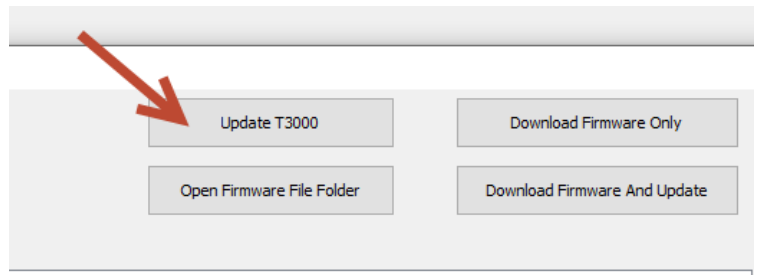 Update T3000
Download Firmware Only
Open Firmware File Folder
Download Firmware And Update